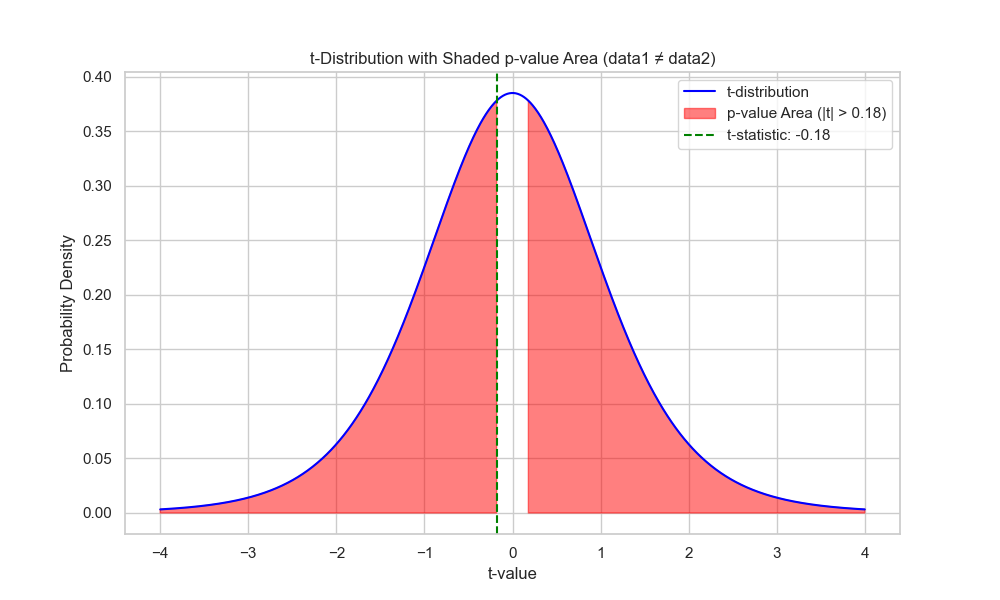 t-Distribution with Shaded p-value Area (data1 ≠ data2)
t-distribution
p-value Area (|t| > 0.18)
t-statistic: -0.18
Probability Density
0.40
0.35
0.30
0.25
0.20
0.15
0.10
0.05
0.00
−4 −3 −2 −1 0 1 2 3 4
t-value